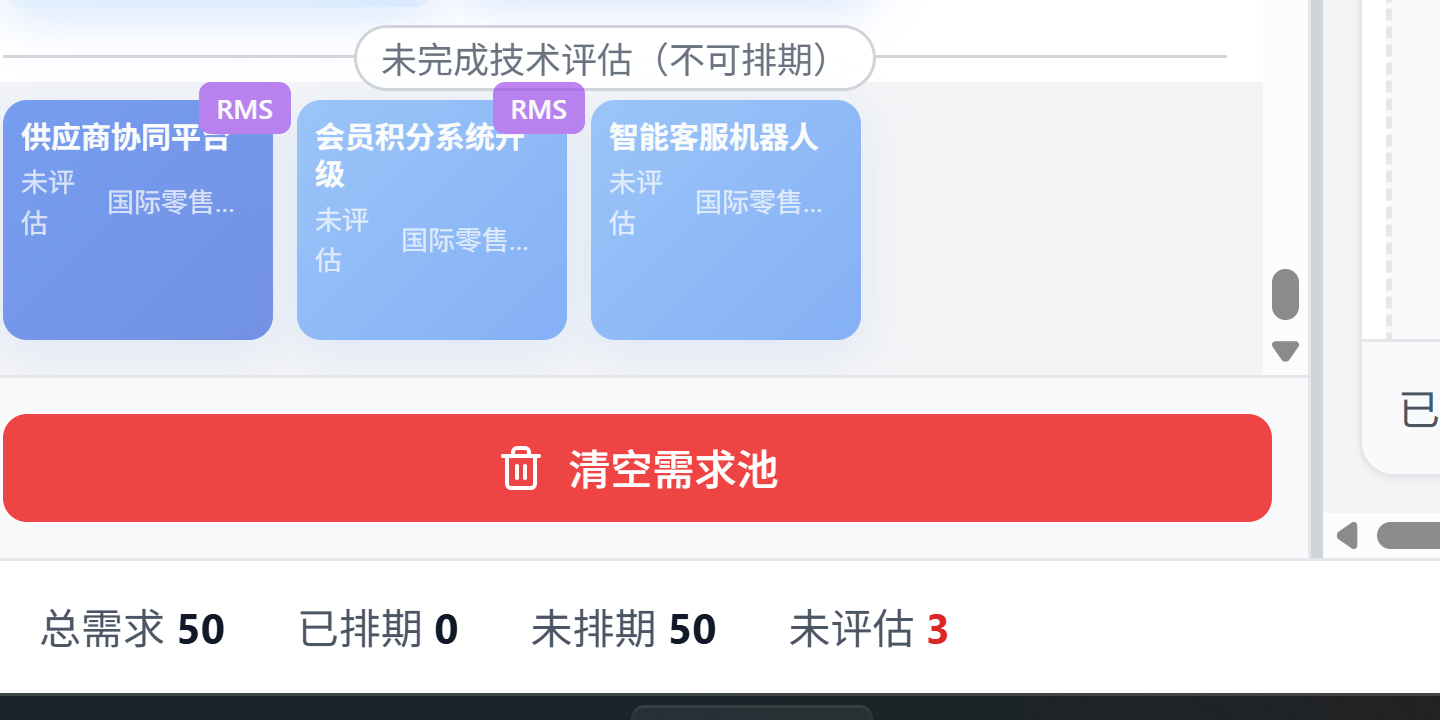 未完成技术评估（不可排期）
RMS
供应商协同平台
未评
估
国际零售...
RMS
会员积分系统升
级
未评
估
国际零售...
智能客服机器人
未评
估
国际零售...
清空需求池
已
总需求 50 已排期 0 未排期 50 未评估 3